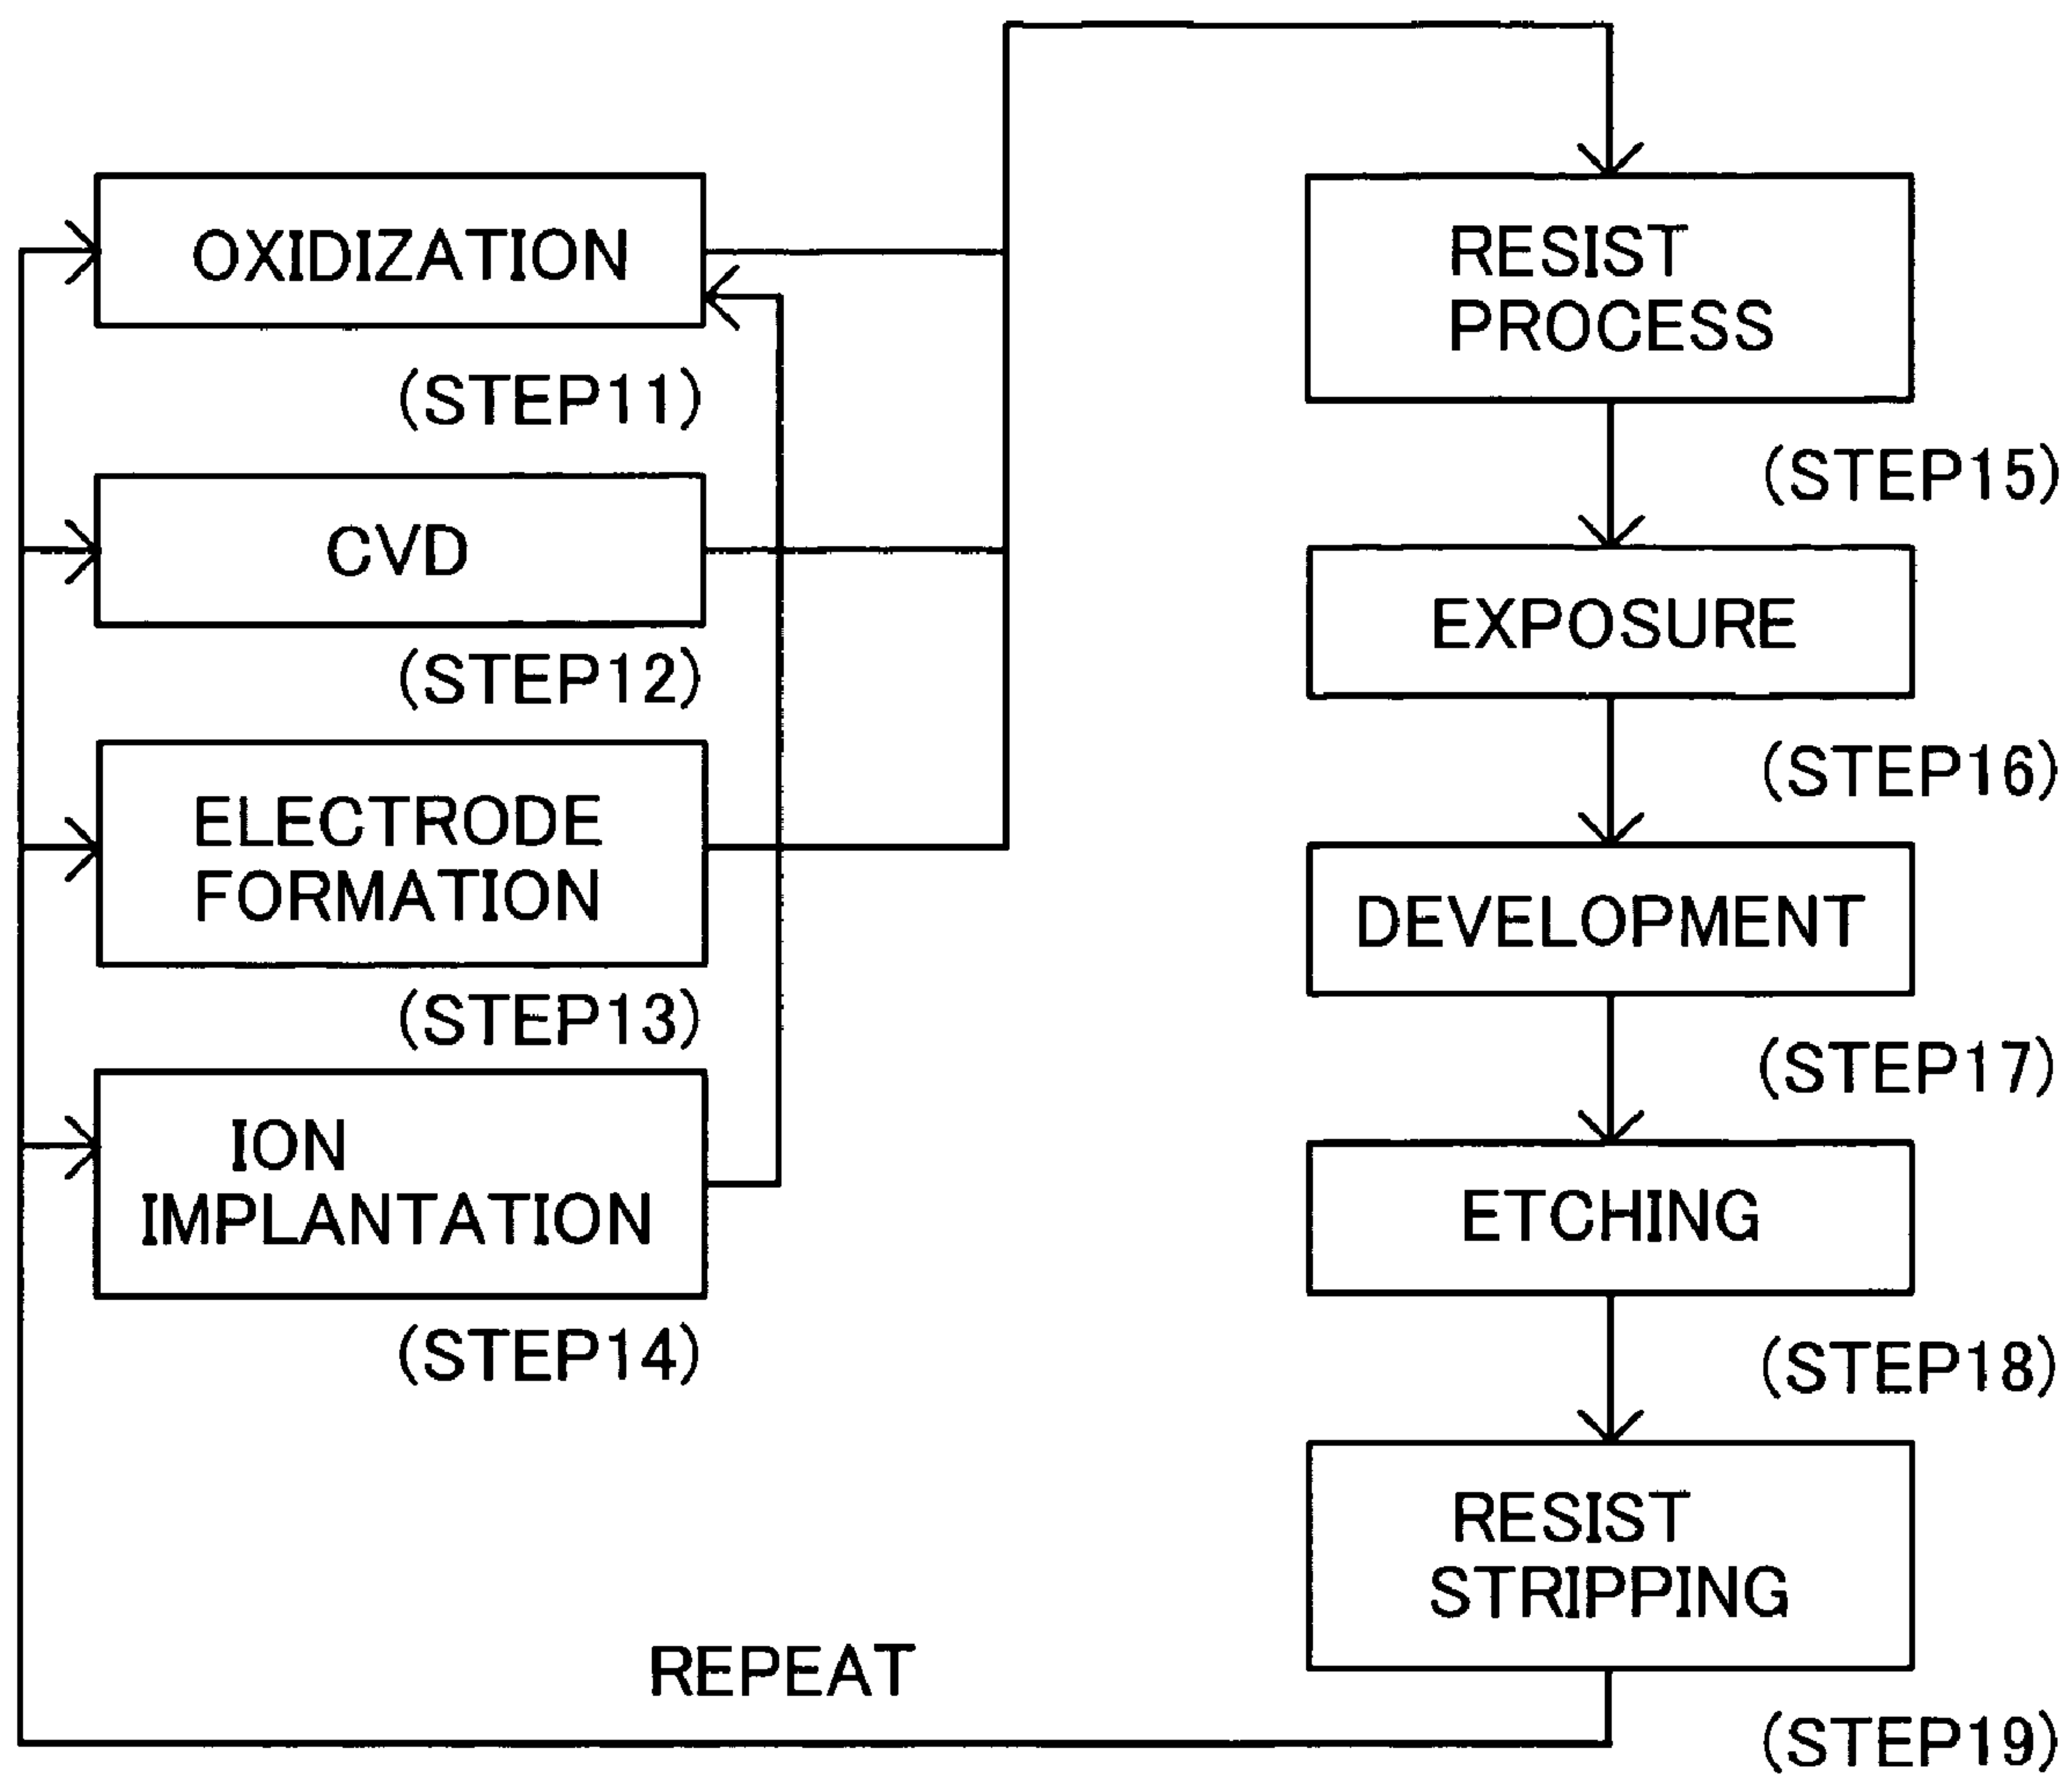 OXIDIZATION
(STEP11)
CVD
(STEP12)
ELECTRODE
FORMATION
(STEP13)
ION
IMPLANTATION
(STEP14)
RESIST
PROCESS
(STEP15)
EXPOSURE
(STEP16)
DEVELOPMENT
(STEP17)
ETCHING
(STEP18)
RESIST
STRIPPING
(STEP19)
REPEAT